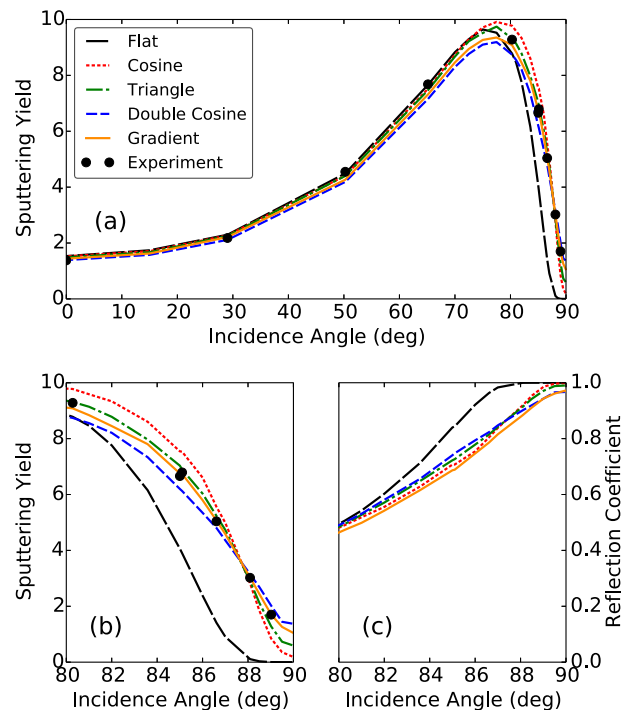 10
8
6
4
2
0
Sputtering Yield
Flat
Cosine
Triangle
Double Cosine
Gradient
Experiment
(a)
0 10 20 30 40 50 60 70 80 90
Incidence Angle (deg)
10
8
6
4
2
0
Sputtering Yield
(b)
80 82 84 86 88 90
Incidence Angle (deg)
(c)
80 82 84 86 88 90
Incidence Angle (deg)
1.0
0.8
0.6
0.4
0.2
0.0
Reflection Coefficient